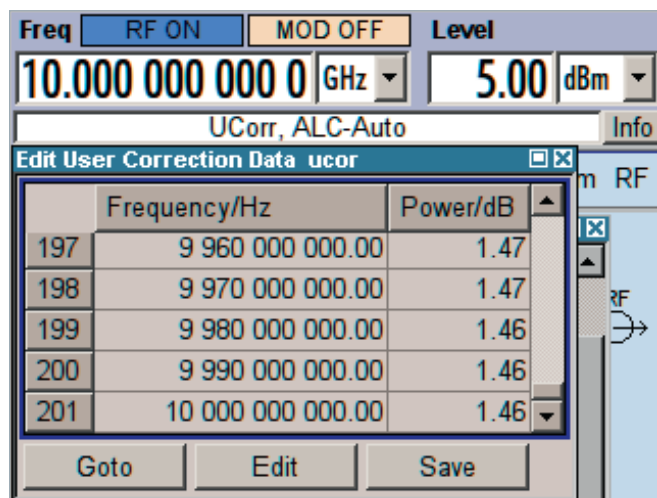 Freq RF ON MOD OFF Level
10.000 000 000 0 GHz 5.00 dBm
UCorr, ALC-Auto Info
Edit User Correction Data ucor
m RF
Frequency/Hz Power/dB
197 9 960 000 000.00 1.47
198 9 970 000 000.00 1.47
RF
199 9 980 000 000.00 1.46
200 9 990 000 000.00 1.46
201 10 000 000 000.00 1.46
Goto Edit Save